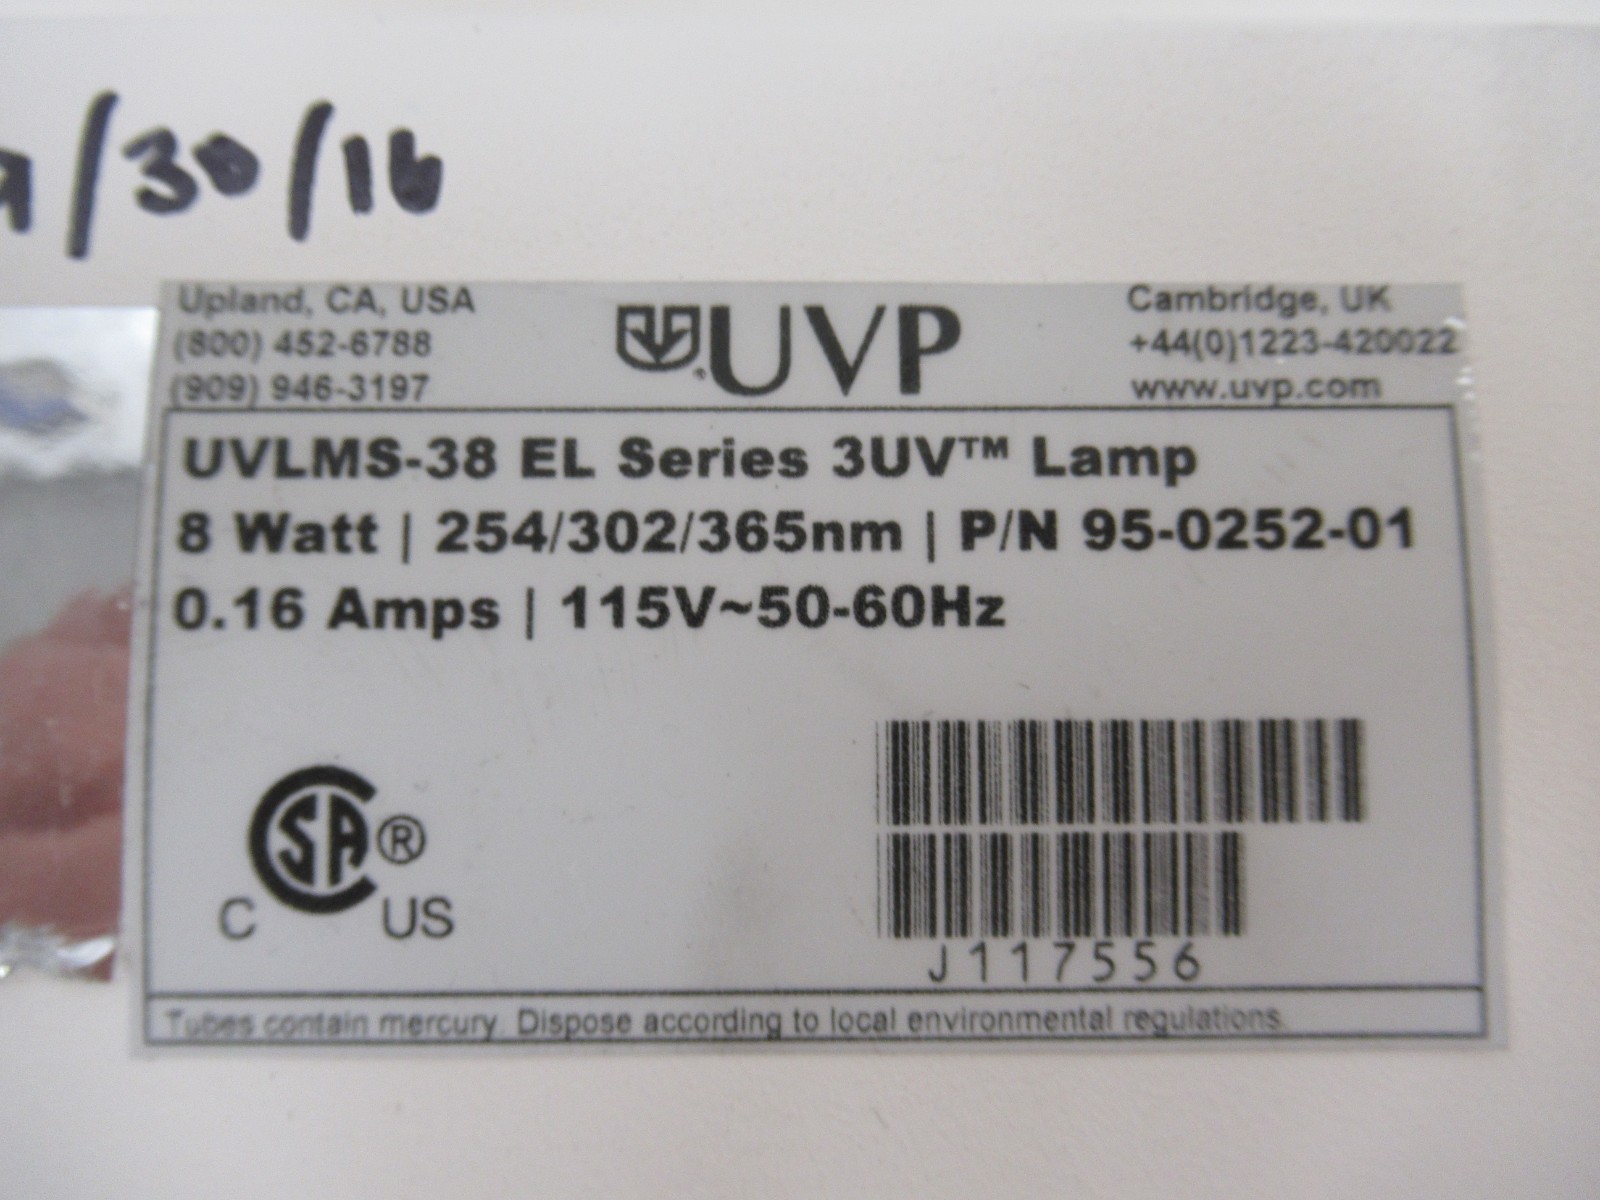 /30/16
Upland, CA, USA
(800) 452-6788
(909) 946-3197
UVP
Cambridge, UK
+44(0)1223-420022
www.uvp.com
UVLMS-38 EL Series 3UV™ Lamp
8 Watt | 254/302/365nm | P/N 95-0252-01
0.16 Amps | 115V~50-60Hz
CSA®
C US
J117556
Tubes contain mercury. Dispose according to local environmental regulations.